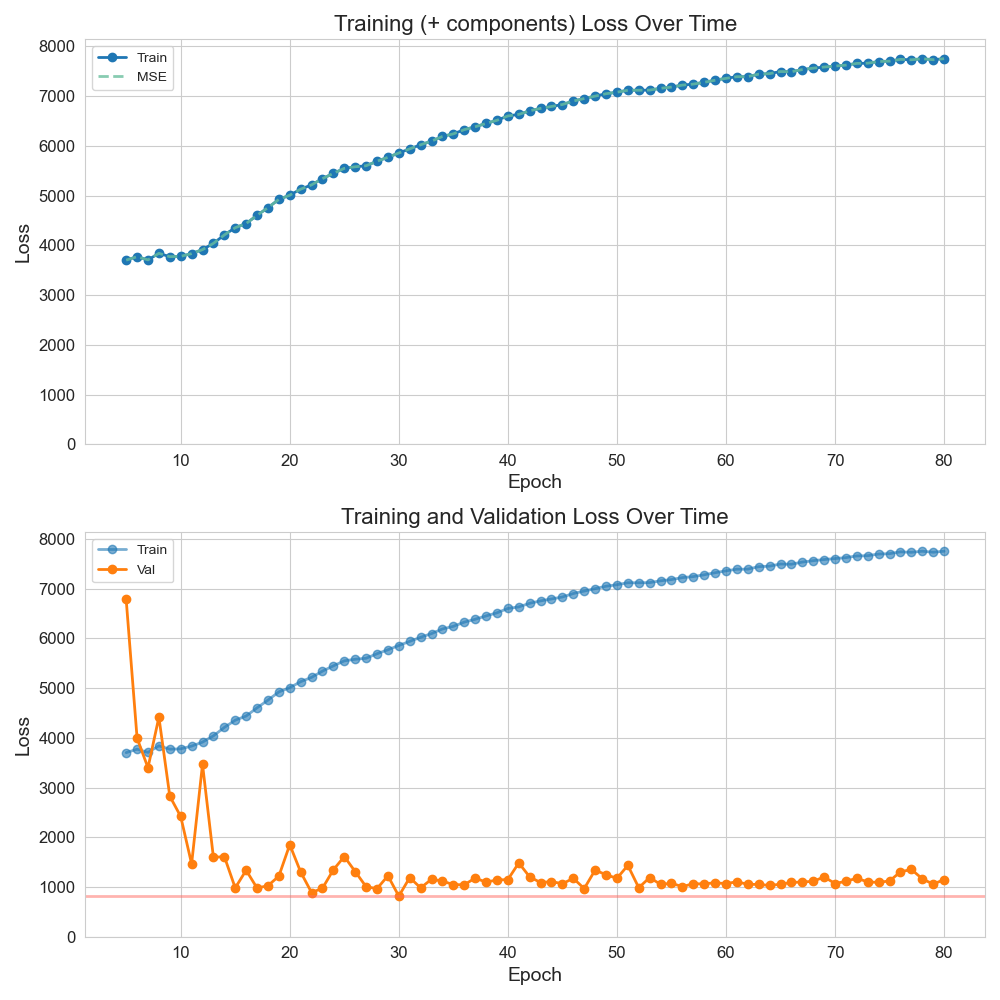 Training (+ components) Loss Over Time
Train
MSE
8000
7000
6000
5000
4000
3000
2000
1000
0
Loss
10 20 30 40 50 60 70 80
Epoch
Training and Validation Loss Over Time
Train
Val
8000
7000
6000
5000
4000
3000
2000
1000
0
Loss
10 20 30 40 50 60 70 80
Epoch